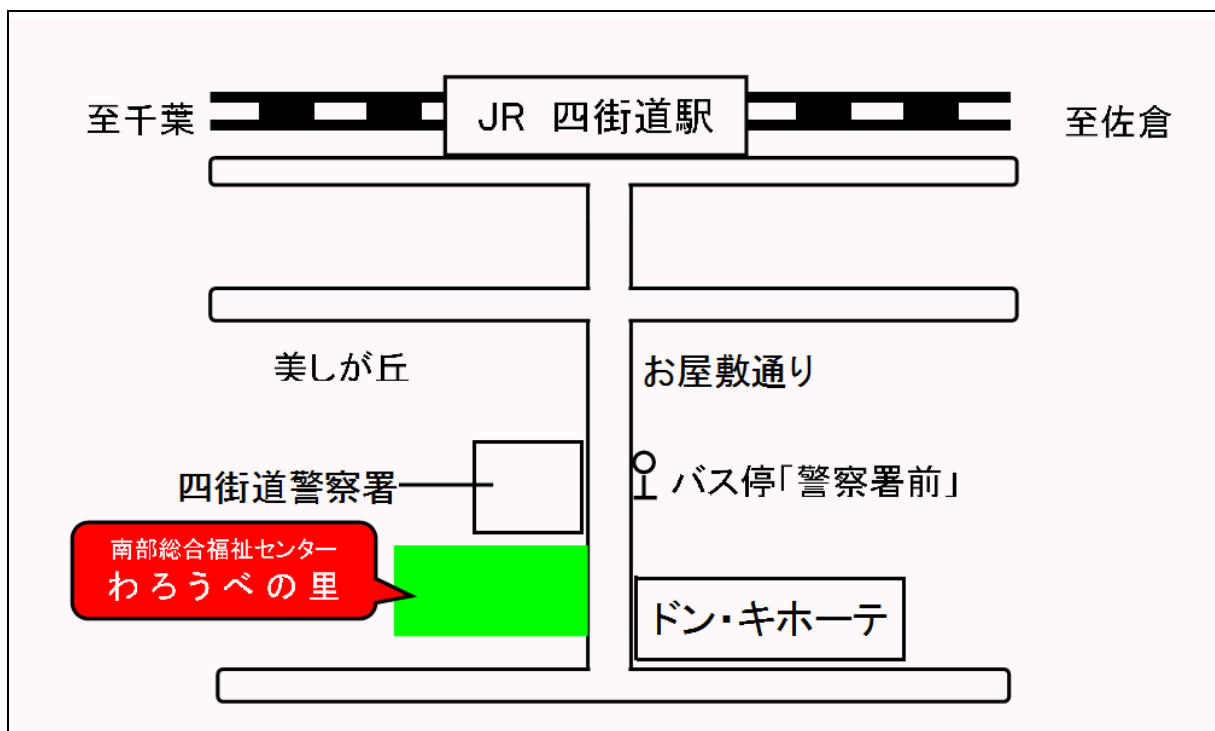 至千葉
JR 四街道駅
至佐倉
美しが丘
お屋敷通り
四街道警察署
バス停「警察署前」
南部総合福祉センター
わろうべの里
ドン・キホーテ